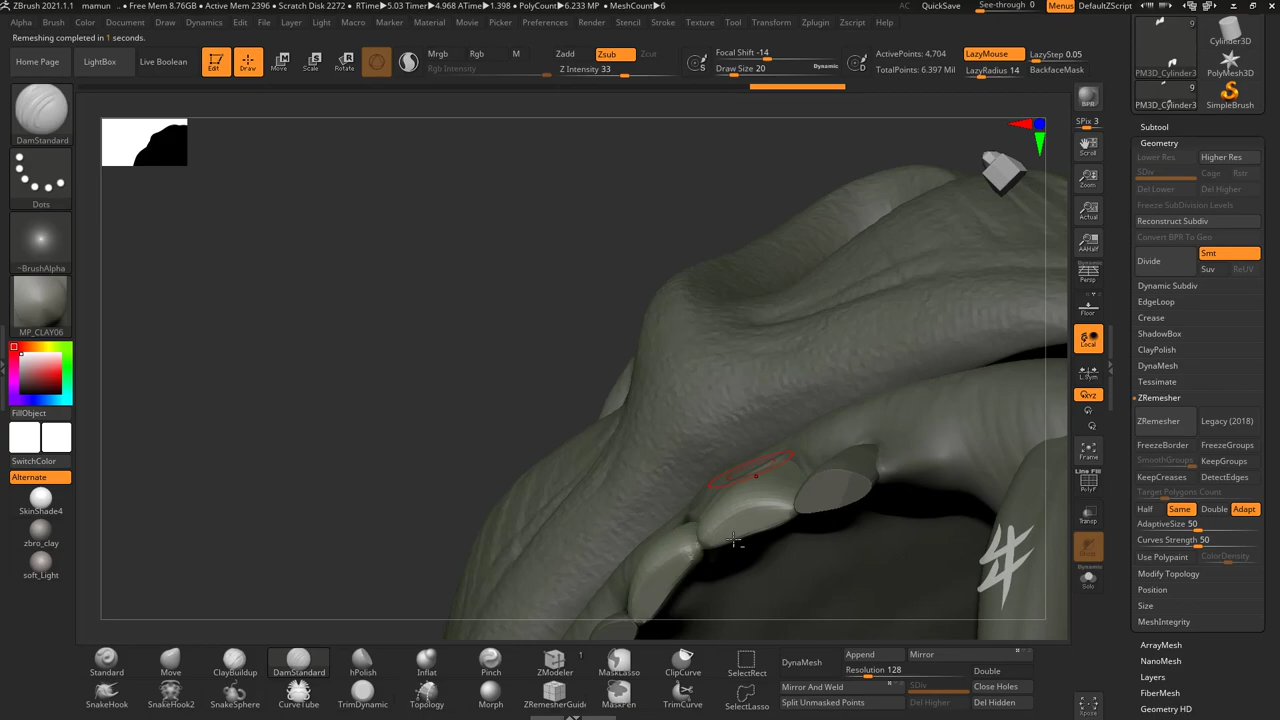 ZBrush 2021.1.1 mamun .. • Free Mem 8.76GB • Active Mem 2396 • Scratch Disk 2272 • RTime▶5.03 Timer▶4.968 ATime▶1.398 • PolyCount▶6.233 MP • MeshCount▶6 AC QuickSave See-through 0 Menus DefaultZScript
Alpha Brush Color Document Draw Dynamics Edit File Layer Light Macro Marker Material Movie Picker Preferences Render Stencil Stroke Texture Tool Transform Zplugin Zscript Help
Remeshing completed in 1 seconds.
Home Page LightBox Live Boolean Edit Draw Move Scale Rotate Mrgb Rgb M Zadd Zsub Zcut Focal Shift -14 ActivePoints: 4,704 LazyMouse LazyStep 0.05
Rgb Intensity Z Intensity 33 Draw Size 20 Dynamic TotalPoints: 6.397 Mil LazyRadius 14 BackfaceMask
DamStandard
Dots
~BrushAlpha
MP_CLAY06
FillObject
SwitchColor
Alternate
SkinShade4
zbro_clay
soft_Light
BPR
SPix 3
Scroll
Zoom
Actual
AAHalf
Dynamic
Persp
Floor
Local
L.Sym
XYZ
Frame
Line Fill
PolyF
Transp
Dynamic
Solo
Xpose
9
Cylinder3D
PM3D_Cylinder3 PolyMesh3D
9
PM3D_Cylinder3 SimpleBrush
Subtool
Geometry
Lower Res Higher Res
SDiv Cage Rstr
Del Lower Del Higher
Freeze SubDivision Levels
Reconstruct Subdiv
Convert BPR To Geo
Divide Smt
Suv ReUV
Dynamic Subdiv
EdgeLoop
Crease
ShadowBox
ClayPolish
DynaMesh
Tessimate
ZRemesher
ZRemesher Legacy (2018)
FreezeBorder FreezeGroups
SmoothGroups KeepGroups
KeepCreases DetectEdges
Target Polygons Count
Half Same Double Adapt
AdaptiveSize 50
Curves Strength 50
Use Polypaint ColorDensity
Modify Topology
Position
Size
MeshIntegrity
ArrayMesh
NanoMesh
Layers
FiberMesh
Geometry HD
Standard Move ClayBuildup DamStandard hPolish Inflat Pinch ZModeler 1 MaskLasso ClipCurve SelectRect
SnakeHook SnakeHook2 SnakeSphere CurveTube TrimDynamic Topology Morph ZRemesherGuides MaskPen TrimCurve SelectLasso
DynaMesh Append Mirror
Resolution 128 Double
Mirror And Weld SDiv Close Holes
Split Unmasked Points Del Higher Del Hidden